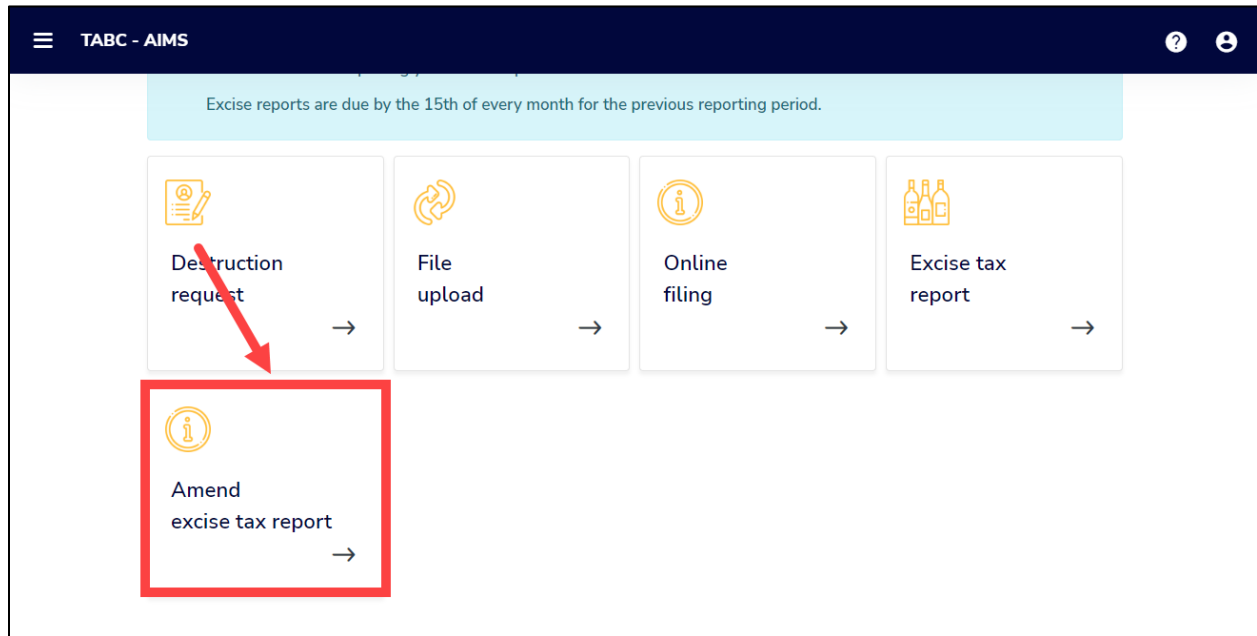 TABC - AIMS
Excise reports are due by the 15th of every month for the previous reporting period.
Destruction
request
File
upload
Online
filing
Excise tax
report
Amend
excise tax report